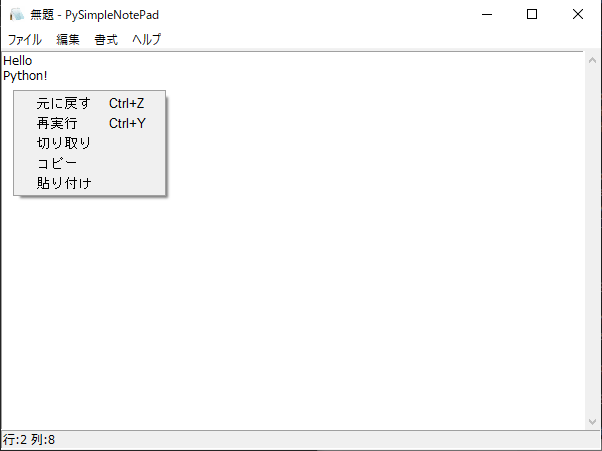 無題 - PySimpleNotePad
ファイル 編集 書式 ヘルプ
Hello
Python!
元に戻す Ctrl+Z
再実行 Ctrl+Y
切り取り
コピー
貼り付け
行:2 列:8